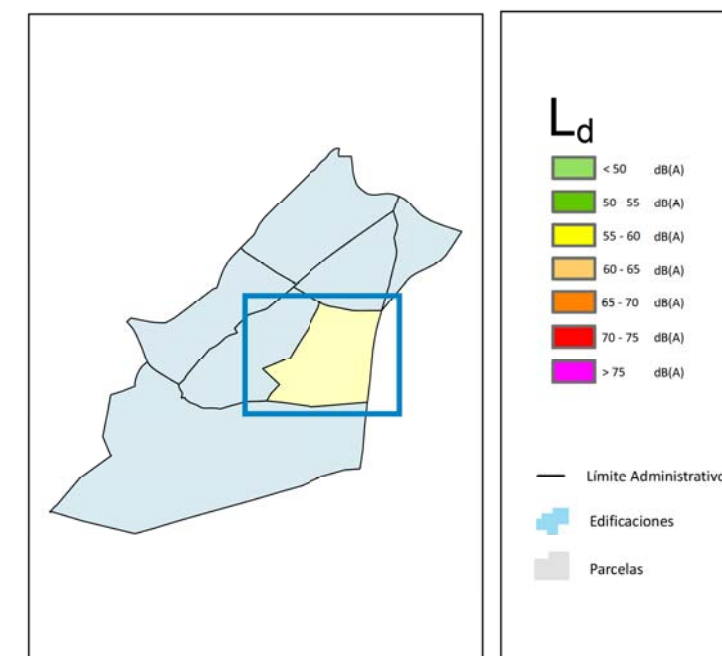 Ld
< 50 dB(A)
50 55 dB(A)
55 - 60 dB(A)
60 - 65 dB(A)
65 - 70 dB(A)
70 - 75 dB(A)
> 75 dB(A)
Límite Administrativo
Edificaciones
Parcelas